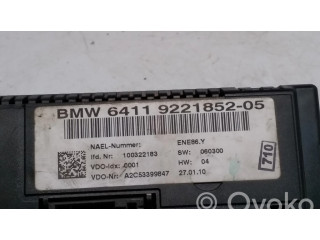 BMW 6411 9221852-05
NAEL-Nummer: ENE86.Y
lfd. Nr: 100322183 SW: 060300
VDO-Idx: 0001 HW: 04
VDO-Nr: A2C53399847 27.01.10
710
ovoko